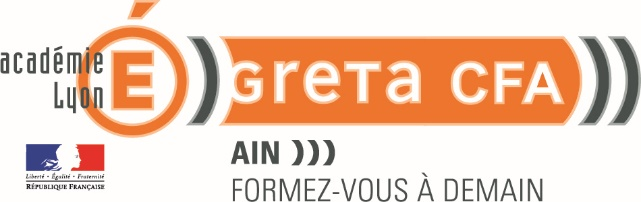 académie
Lyon
É
GRETA CFA
AIN )))
FORMEZ-VOUS À DEMAIN
Liberté • Égalité • Fraternité
RÉPUBLIQUE FRANÇAISE